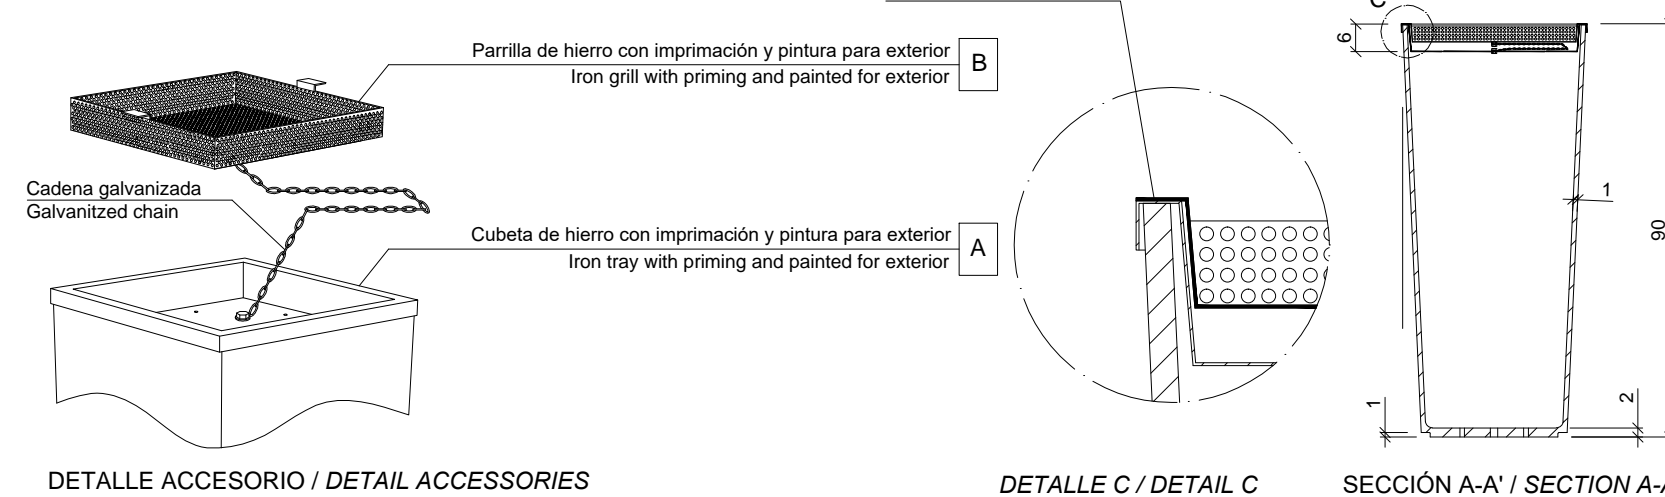 C
Parrilla de hierro con imprimación y pintura para exterior
Iron grill with priming and painted for exterior
B
6
Cadena galvanizada
Galvanitzed chain
1
90
Cubeta de hierro con imprimación y pintura para exterior
Iron tray with priming and painted for exterior
A
1
2
DETALLE ACCESORIO / DETAIL ACCESSORIES
DETALLE C / DETAIL C
SECCIÓN A-A' / SECTION A-A